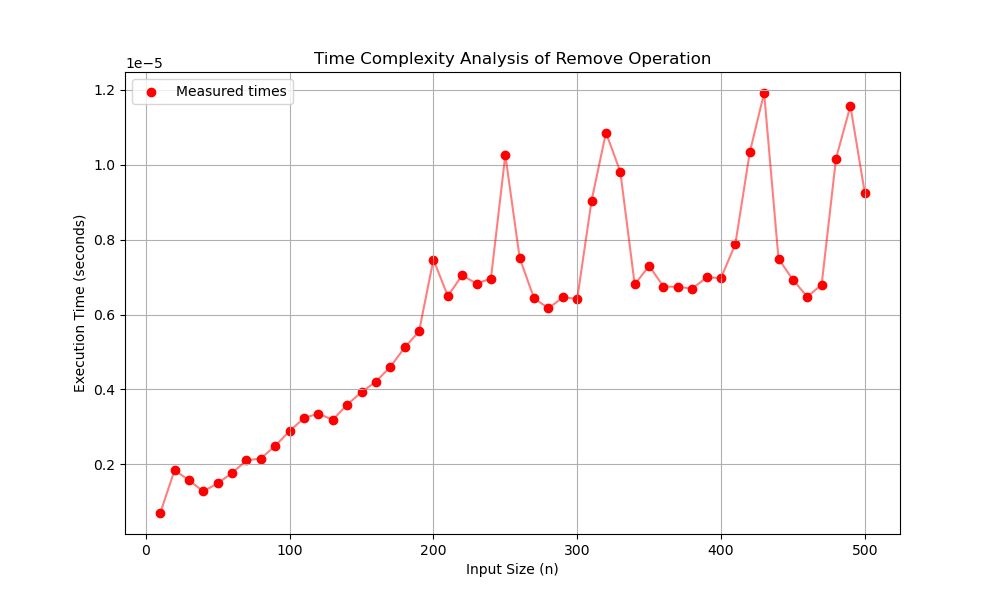 Time Complexity Analysis of Remove Operation
1e−5
Measured times
1.2
1.0
0.8
0.6
0.4
0.2
Execution Time (seconds)
0 100 200 300 400 500
Input Size (n)